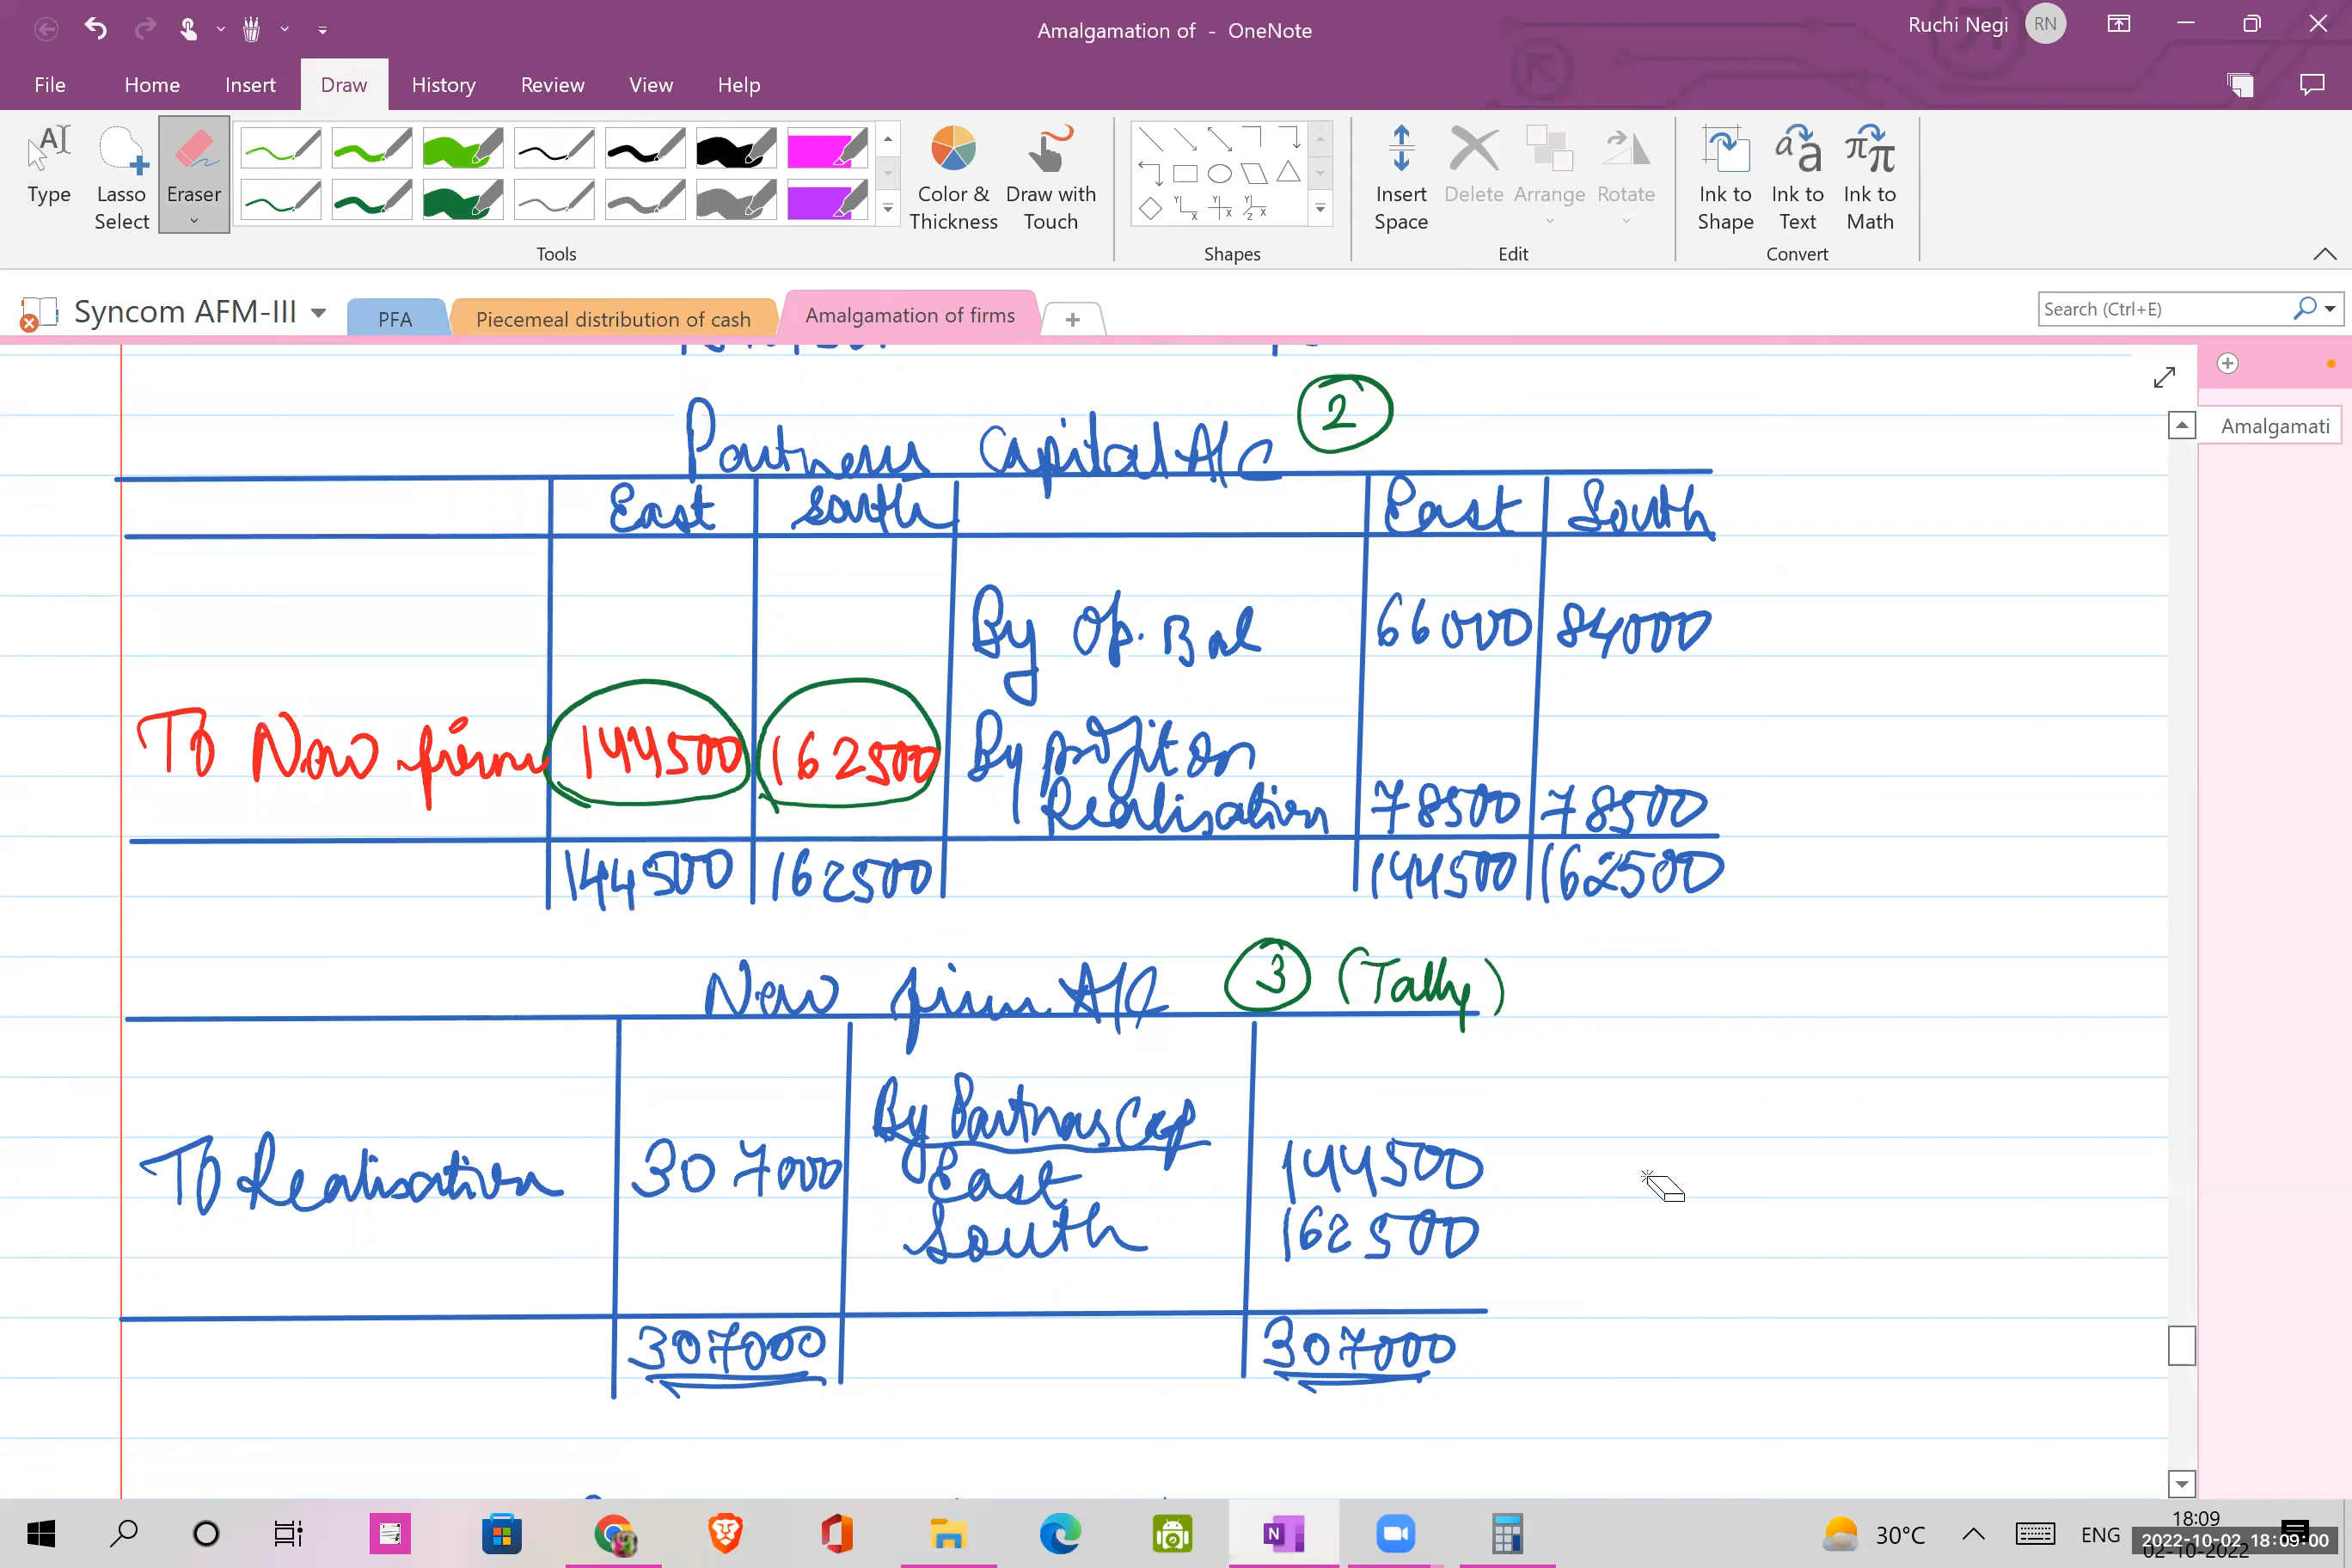 Amalgamation of - OneNote
Ruchi Negi
RN
File Home Insert Draw History Review View Help
Type
Lasso Select
Eraser
Color & Thickness
Draw with Touch
Insert Space
Delete
Arrange
Rotate
Ink to Shape
Ink to Text
Ink to Math
Tools
Shapes
Edit
Convert
Syncom AFM-III
PFA
Piecemeal distribution of cash
Amalgamation of firms
Search (Ctrl+E)
Amalgamati
Partners Capital A/C 2
East South East South
By Op. Bal 66000 84000
To New firm 144500 162500 By profit on
Realisation 78500 78500
144500 162500 144500 162500
New firm A/C 3 (Tally)
By Partners Cap
To Realisation 307000 East 144500
South 162500
307000 307000
30°C
ENG
18:09
2022-10-02 18:09:00
02-10-2022